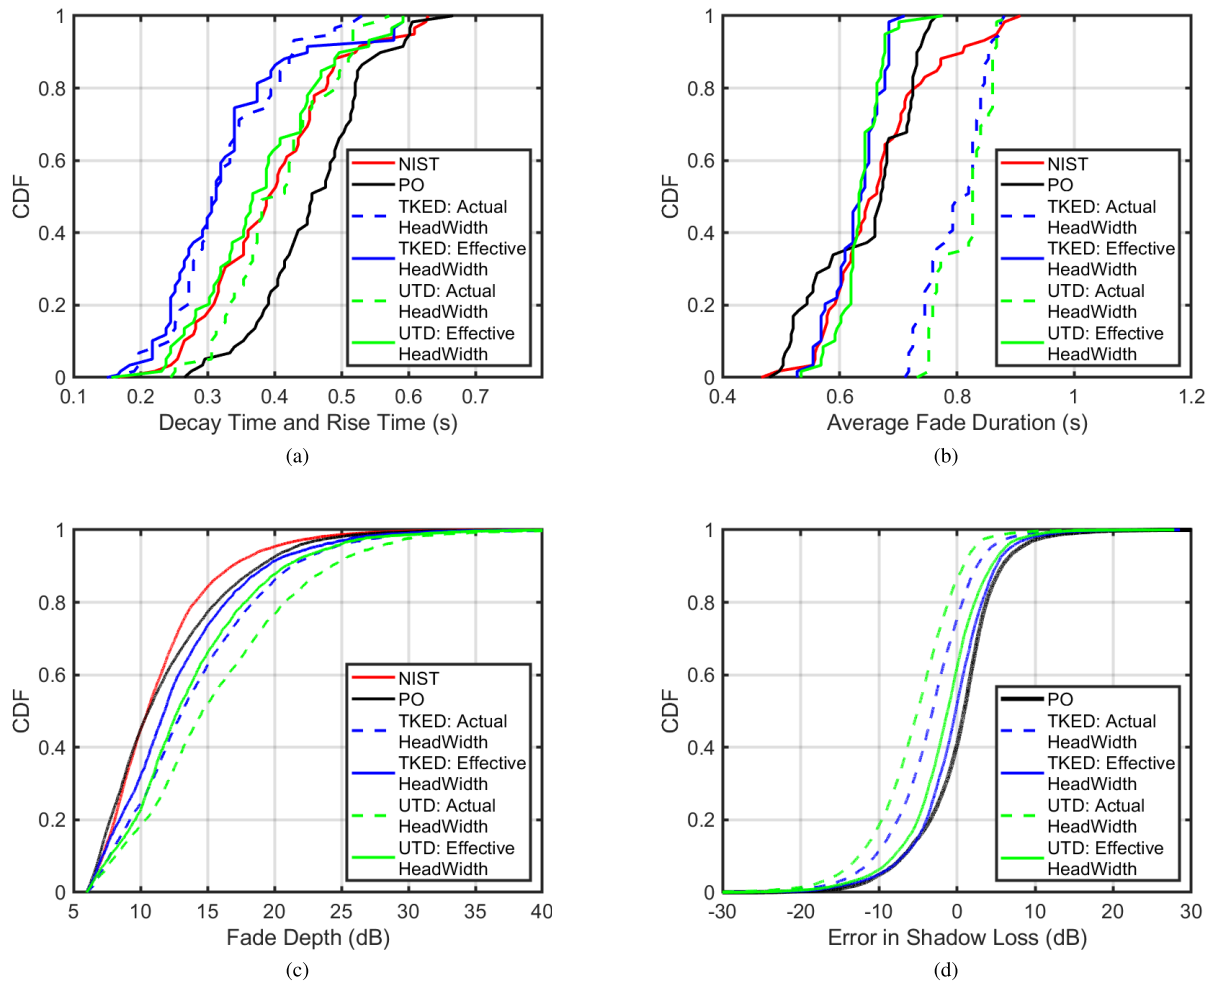 1
0.8
0.6
0.4
0.2
0
CDF
0.1
0.2
0.3
0.4
0.5
0.6
0.7
Decay Time and Rise Time (s)
NIST
PO
TKED: Actual
HeadWidth
TKED: Effective
HeadWidth
UTD: Actual
HeadWidth
UTD: Effective
HeadWidth
(a)
1
0.8
0.6
0.4
0.2
0
CDF
0.4
0.6
0.8
1
1.2
Average Fade Duration (s)
NIST
PO
TKED: Actual
HeadWidth
TKED: Effective
HeadWidth
UTD: Actual
HeadWidth
UTD: Effective
HeadWidth
(b)
1
0.8
0.6
0.4
0.2
0
CDF
5
10
15
20
25
30
35
40
Fade Depth (dB)
NIST
PO
TKED: Actual
HeadWidth
TKED: Effective
HeadWidth
UTD: Actual
HeadWidth
UTD: Effective
HeadWidth
(c)
1
0.8
0.6
0.4
0.2
0
CDF
-30
-20
-10
0
10
20
30
Error in Shadow Loss (dB)
PO
TKED: Actual
HeadWidth
TKED: Effective
HeadWidth
UTD: Actual
HeadWidth
UTD: Effective
HeadWidth
(d)